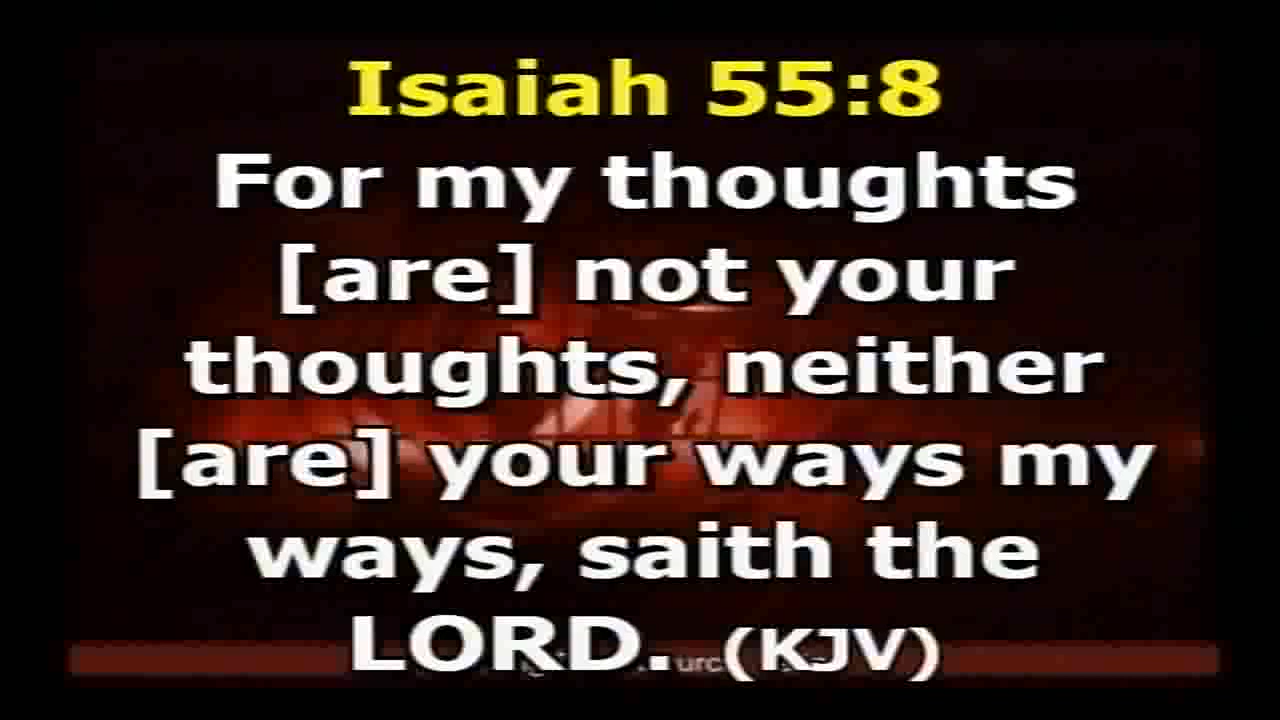 Isaiah 55:8
For my thoughts
[are] not your
thoughts, neither
[are] your ways my
ways, saith the
LORD. (KJV)